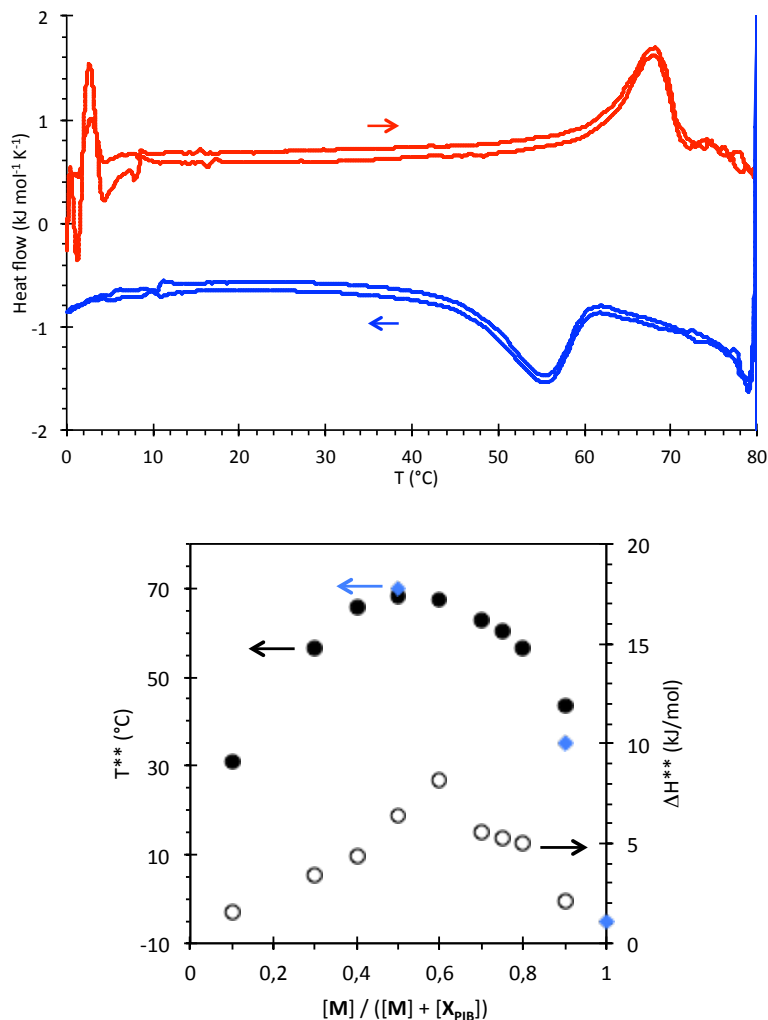 2
1
0
-1
-2
Heat flow (kJ mol⁻¹ K⁻¹)
0 10 20 30 40 50 60 70 80
T (°C)
70
50
30
10
-10
T** (°C)
20
15
10
5
0
ΔH** (kJ/mol)
0 0,2 0,4 0,6 0,8 1
[M] / ([M] + [X_PIB])